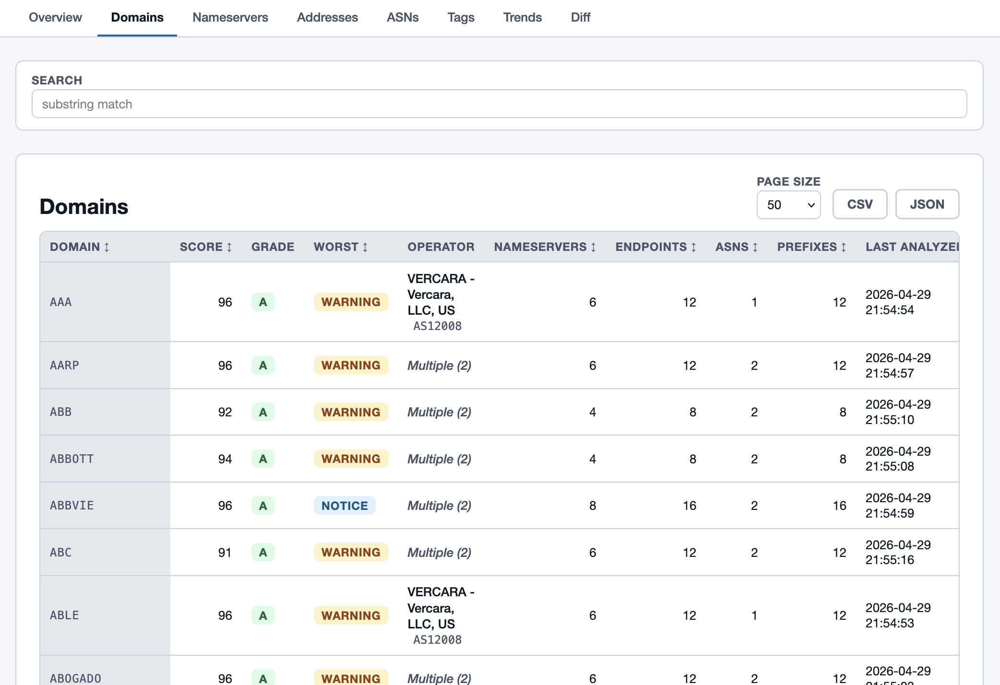 Overview Domains Nameservers Addresses ASNs Tags Trends Diff
SEARCH
substring match
PAGE SIZE
Domains 50 CSV JSON
DOMAIN ↕ SCORE ↕ GRADE WORST ↕ OPERATOR NAMESERVERS ↕ ENDPOINTS ↕ ASNS ↕ PREFIXES ↕ LAST ANALYZE
AAA 96 A WARNING VERCARA - Vercara, LLC, US AS12008 6 12 1 12 2026-04-29 21:54:54
AARP 96 A WARNING Multiple (2) 6 12 2 12 2026-04-29 21:54:57
ABB 92 A WARNING Multiple (2) 4 8 2 8 2026-04-29 21:55:10
ABBOTT 94 A WARNING Multiple (2) 4 8 2 8 2026-04-29 21:55:08
ABBVIE 96 A NOTICE Multiple (2) 8 16 2 16 2026-04-29 21:54:59
ABC 91 A WARNING Multiple (2) 6 12 2 12 2026-04-29 21:55:16
ABLE 96 A WARNING VERCARA - Vercara, LLC, US AS12008 6 12 1 12 2026-04-29 21:54:53
ABOGADO 96 A WARNING Multiple (2) 6 12 2 12 2026-04-29